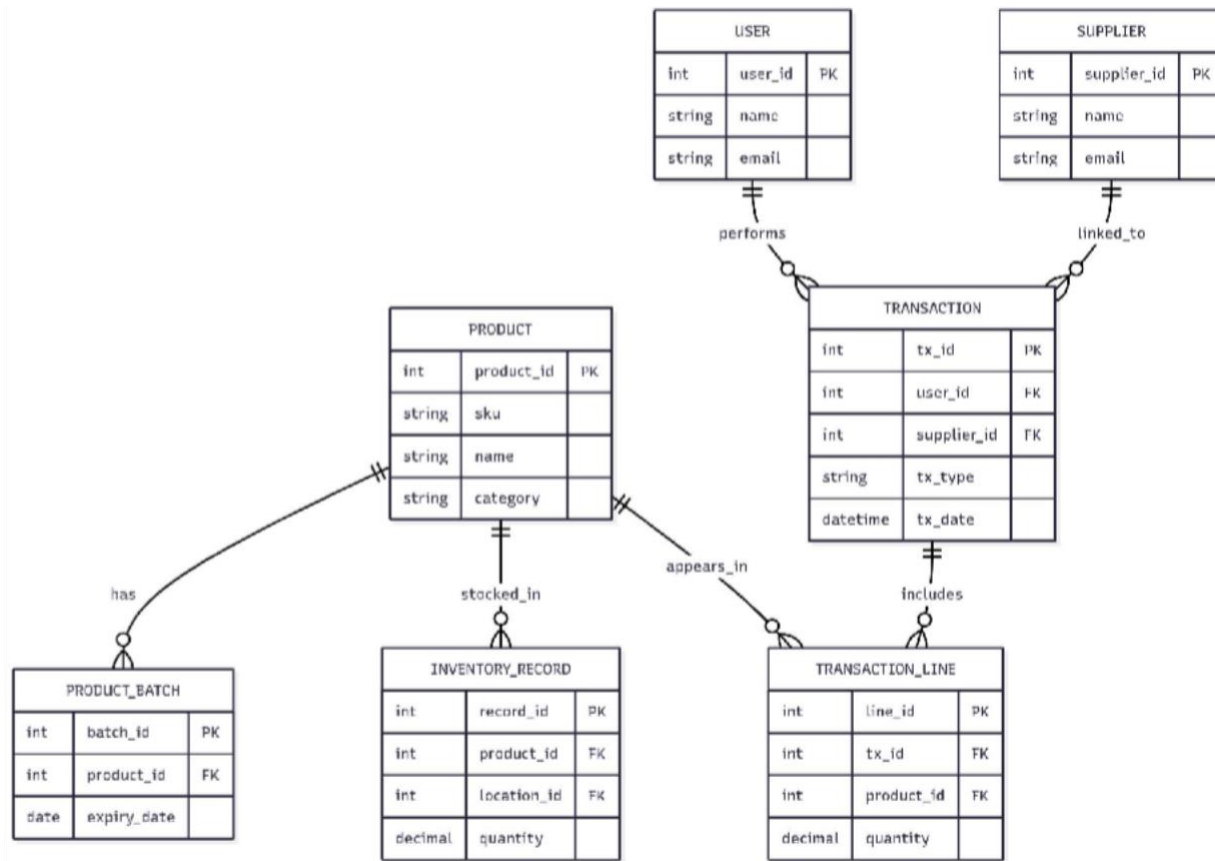 USER
int user_id PK
string name
string email
SUPPLIER
int supplier_id PK
string name
string email
performs
linked_to
TRANSACTION
int tx_id PK
int user_id FK
int supplier_id FK
string tx_type
datetime tx_date
PRODUCT
int product_id PK
string sku
string name
string category
has
stocked_in
appears_in
includes
PRODUCT_BATCH
int batch_id PK
int product_id FK
date expiry_date
INVENTORY_RECORD
int record_id PK
int product_id FK
int location_id FK
decimal quantity
TRANSACTION_LINE
int line_id PK
int tx_id FK
int product_id FK
decimal quantity